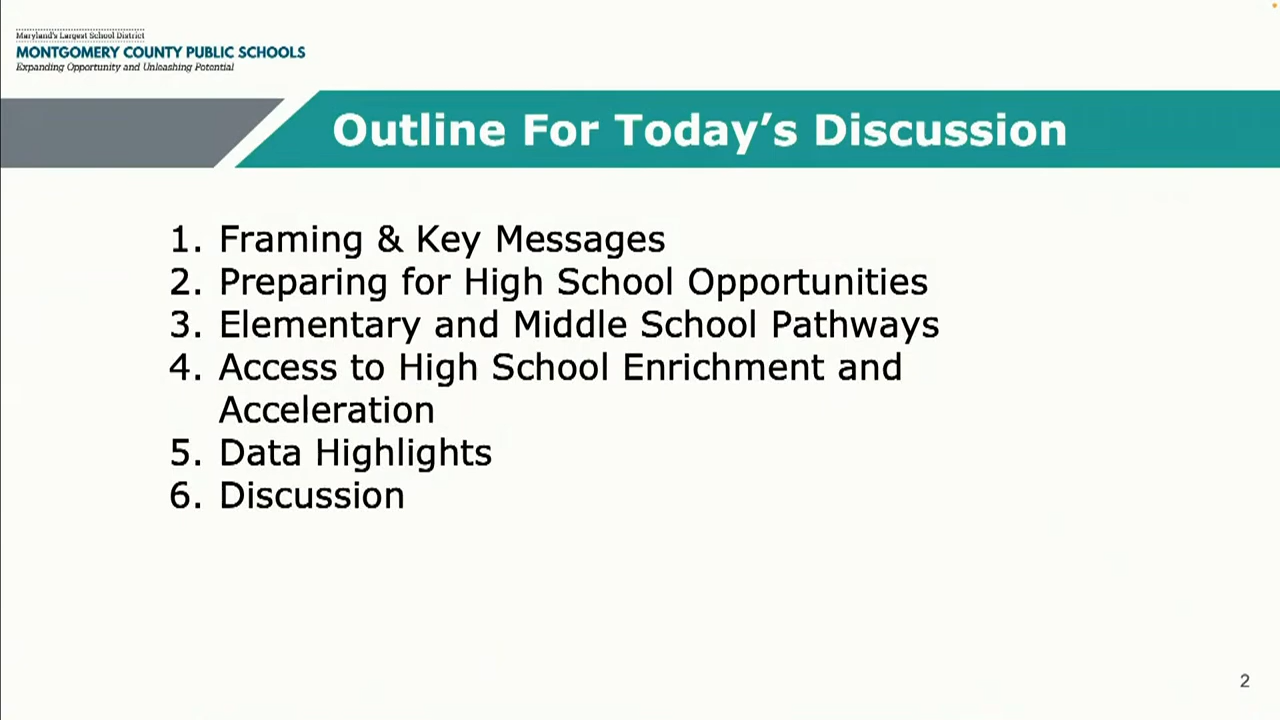 Maryland's Largest School District
MONTGOMERY COUNTY PUBLIC SCHOOLS
Expanding Opportunity and Unleashing Potential
Outline For Today’s Discussion
1. Framing & Key Messages
2. Preparing for High School Opportunities
3. Elementary and Middle School Pathways
4. Access to High School Enrichment and
Acceleration
5. Data Highlights
6. Discussion
2